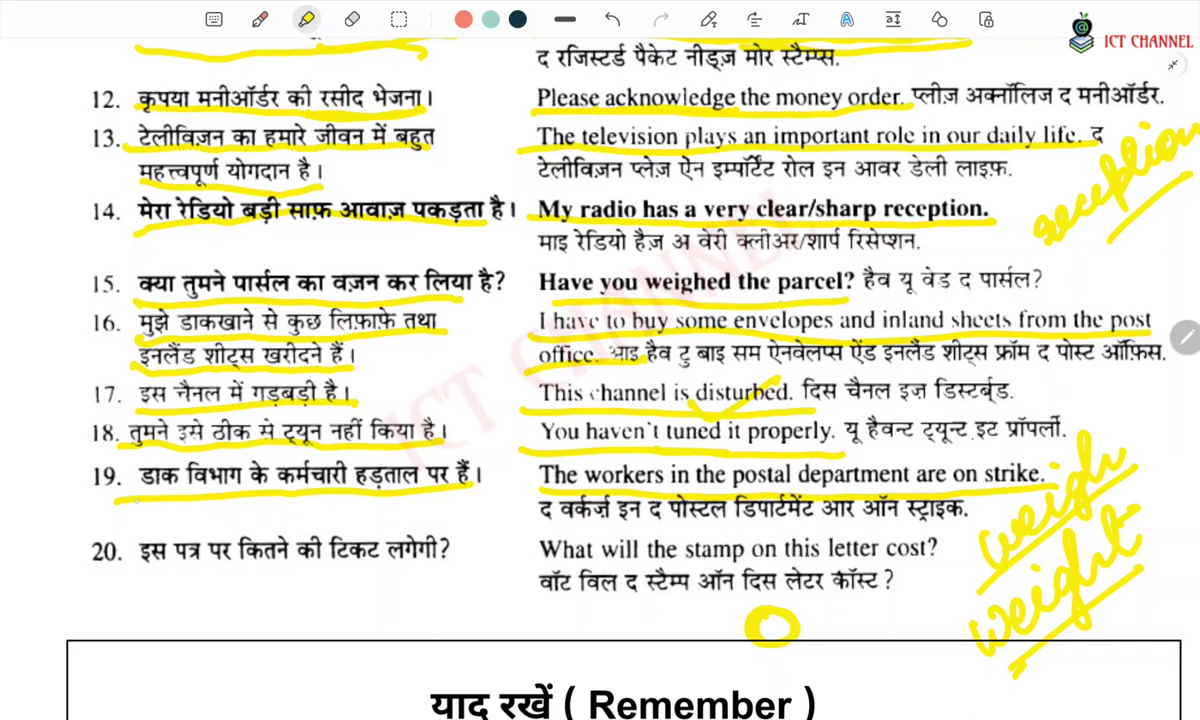 ICT CHANNEL
द रजिस्टर्ड पैकेट नीड्ज़ मोर स्टैम्प्स.
12. कृपया मनीऑर्डर की रसीद भेजना। Please acknowledge the money order. प्लीज़ अक्नॉलिज द मनीऑर्डर.
13. टेलीविज़न का हमारे जीवन में बहुत The television plays an important role in our daily life. द
महत्त्वपूर्ण योगदान है। टेलीविज़न प्लेज़ ऐन इम्पॉर्टेंट रोल इन आवर डेली लाइफ़.
reception
14. मेरा रेडियो बड़ी साफ़ आवाज़ पकड़ता है। My radio has a very clear/sharp reception.
माइ रेडियो हैज़ अ वेरी क्लीअर/शार्प रिसेप्शन.
15. क्या तुमने पार्सल का वज़न कर लिया है? Have you weighed the parcel? हैव यू वेड द पार्सल?
16. मुझे डाकखाने से कुछ लिफ़ाफ़े तथा I have to buy some envelopes and inland sheets from the post
इनलैंड शीट्स खरीदने हैं। office. आइ हैव टु बाइ सम ऐनवेलप्स ऐंड इनलैंड शीट्स फ्रॉम द पोस्ट ऑफ़िस.
17. इस चैनल में गड़बड़ी है। This channel is disturbed. दिस चैनल इज़ डिस्टर्ब्ड.
18. तुमने इसे ठीक से ट्यून नहीं किया है। You haven't tuned it properly. यू हैवन्ट ट्यून्ड इट प्रॉपर्ली.
19. डाक विभाग के कर्मचारी हड़ताल पर हैं। The workers in the postal department are on strike.
द वर्कर्ज़ इन द पोस्टल डिपार्टमेंट आर ऑन स्ट्राइक.
weigh
20. इस पत्र पर कितने की टिकट लगेगी? What will the stamp on this letter cost?
वॉट विल द स्टैम्प ऑन दिस लेटर कॉस्ट?
weight
याद रखें ( Remember )
ICT CHANNEL